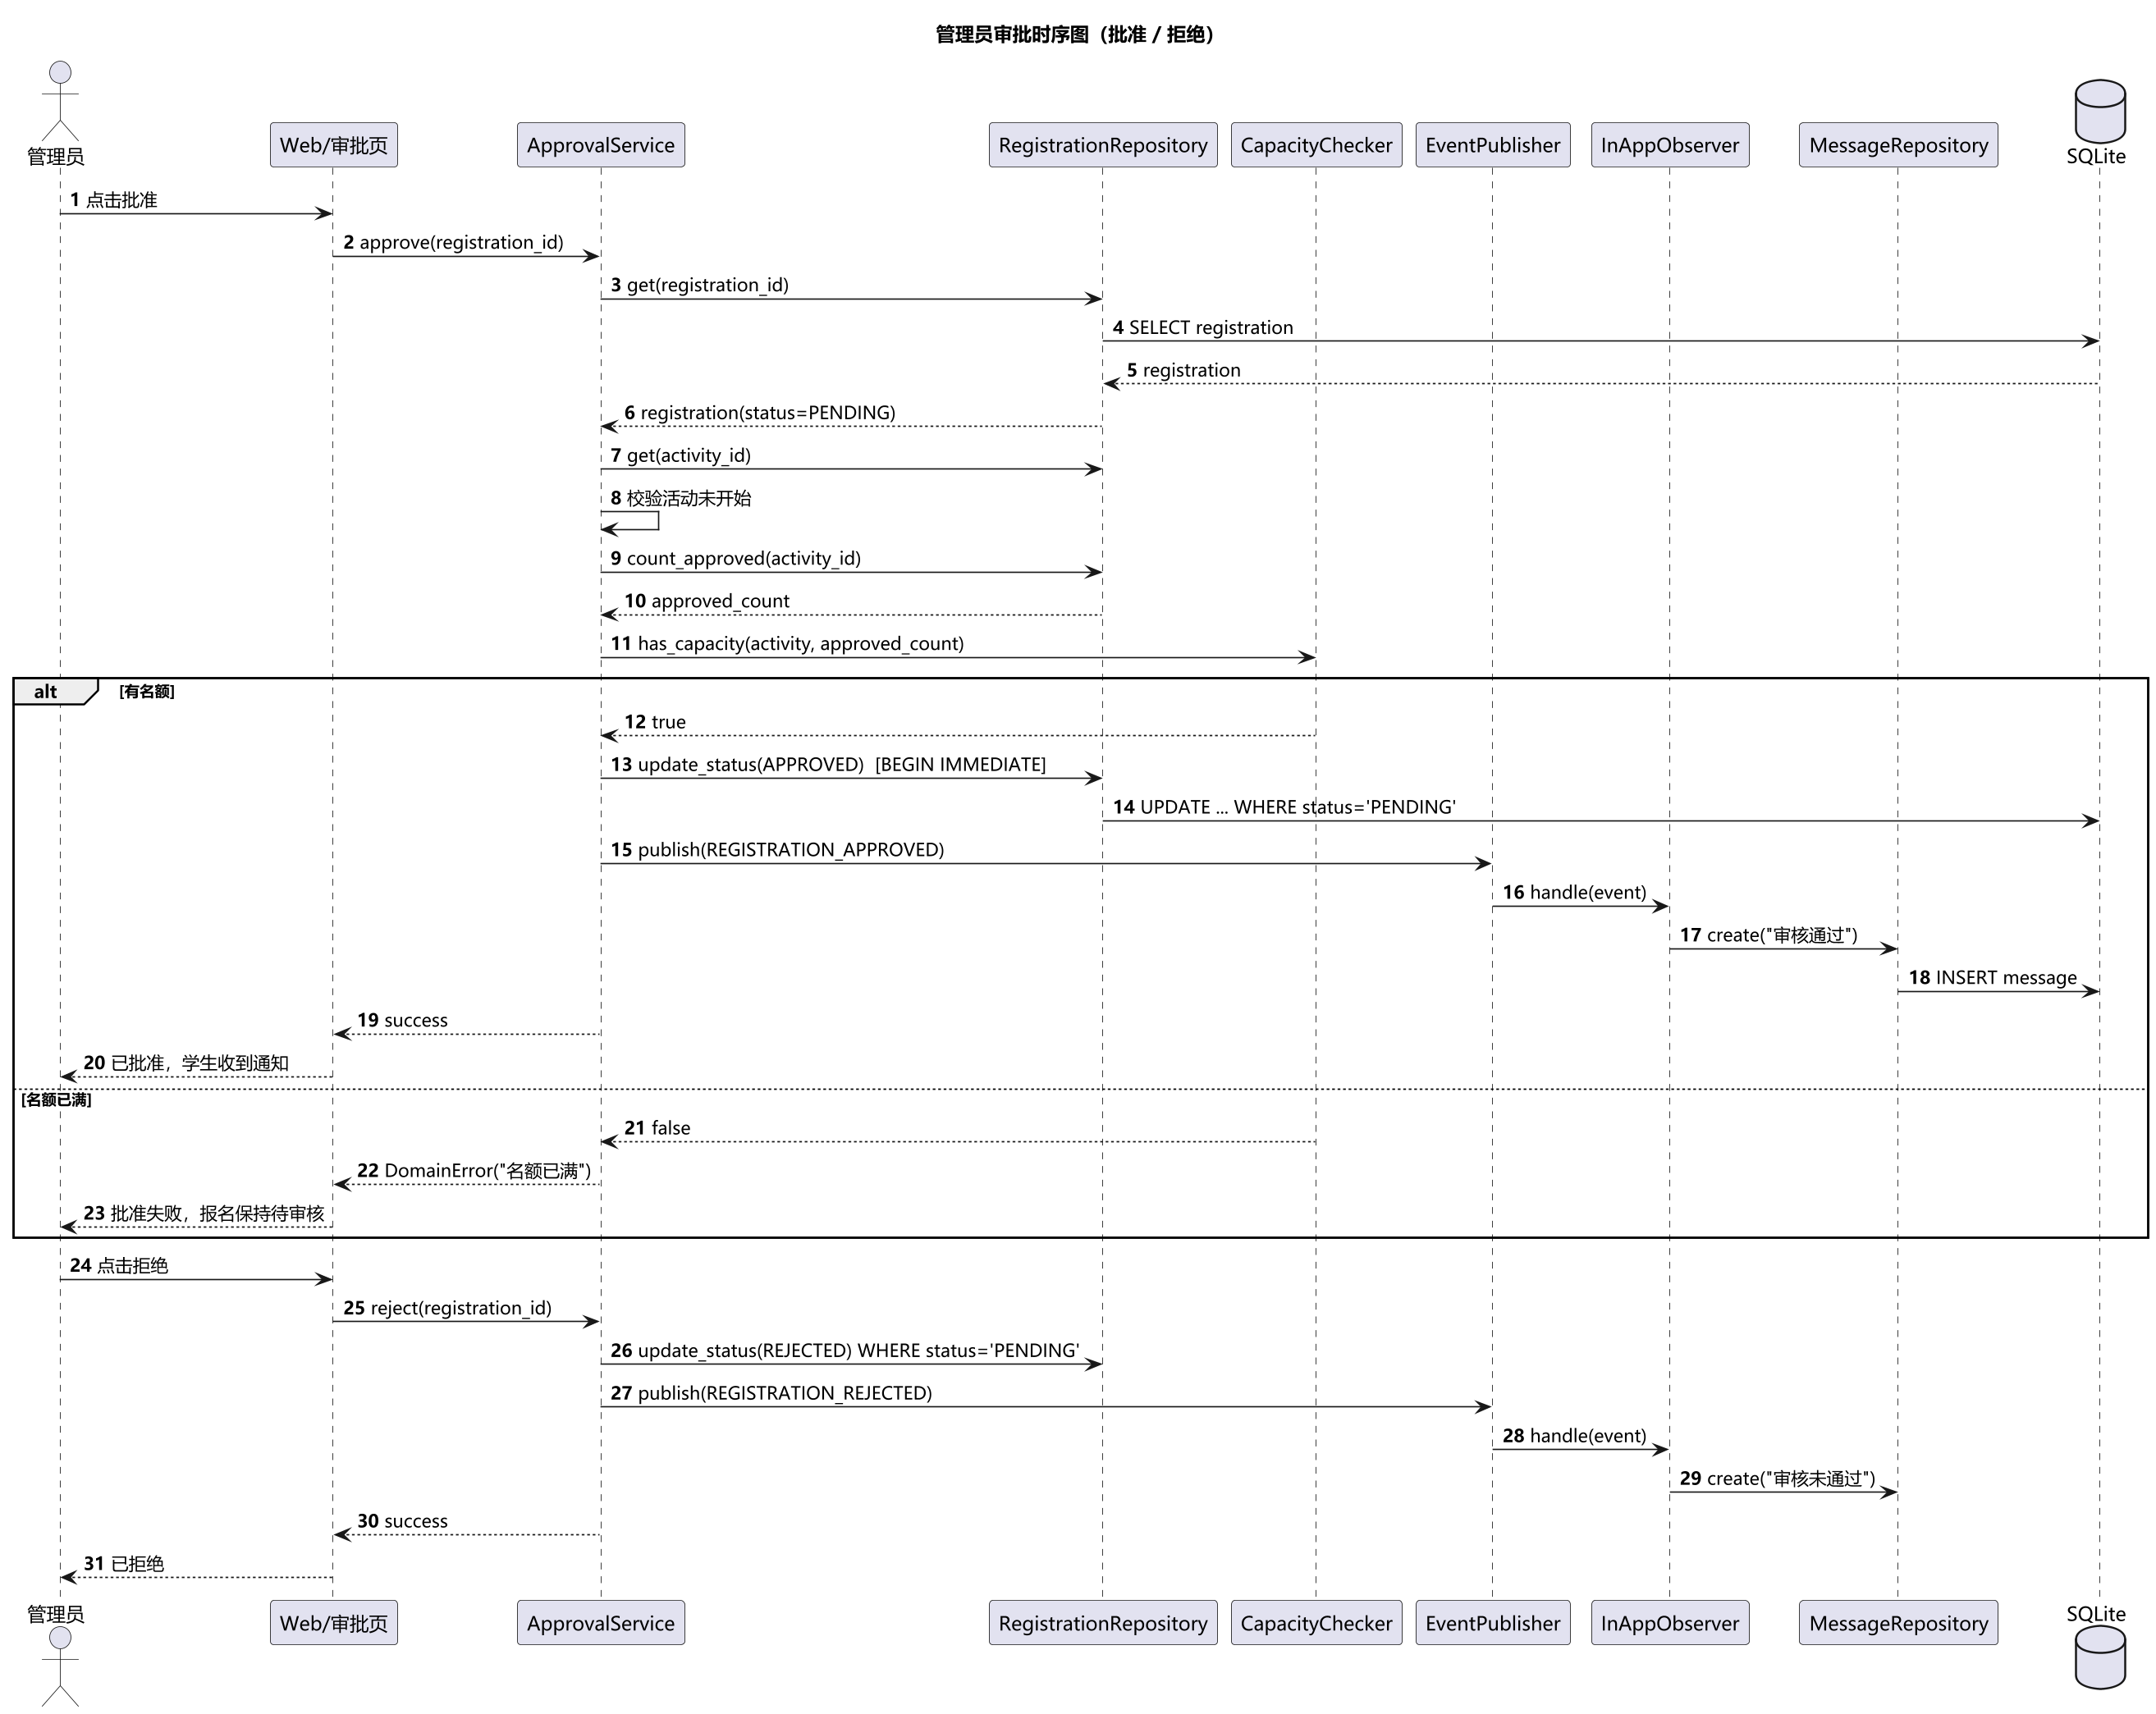 管理员审批时序图（批准 / 拒绝）
管理员
Web/审批页
ApprovalService
RegistrationRepository
CapacityChecker
EventPublisher
InAppObserver
MessageRepository
SQLite
1 点击批准
2 approve(registration_id)
3 get(registration_id)
4 SELECT registration
5 registration
6 registration(status=PENDING)
7 get(activity_id)
8 校验活动未开始
9 count_approved(activity_id)
10 approved_count
11 has_capacity(activity, approved_count)
alt [有名额]
12 true
13 update_status(APPROVED)  [BEGIN IMMEDIATE]
14 UPDATE ... WHERE status='PENDING'
15 publish(REGISTRATION_APPROVED)
16 handle(event)
17 create("审核通过")
18 INSERT message
19 success
20 已批准，学生收到通知
[名额已满]
21 false
22 DomainError("名额已满")
23 批准失败，报名保持待审核
24 点击拒绝
25 reject(registration_id)
26 update_status(REJECTED) WHERE status='PENDING'
27 publish(REGISTRATION_REJECTED)
28 handle(event)
29 create("审核未通过")
30 success
31 已拒绝
管理员
Web/审批页
ApprovalService
RegistrationRepository
CapacityChecker
EventPublisher
InAppObserver
MessageRepository
SQLite